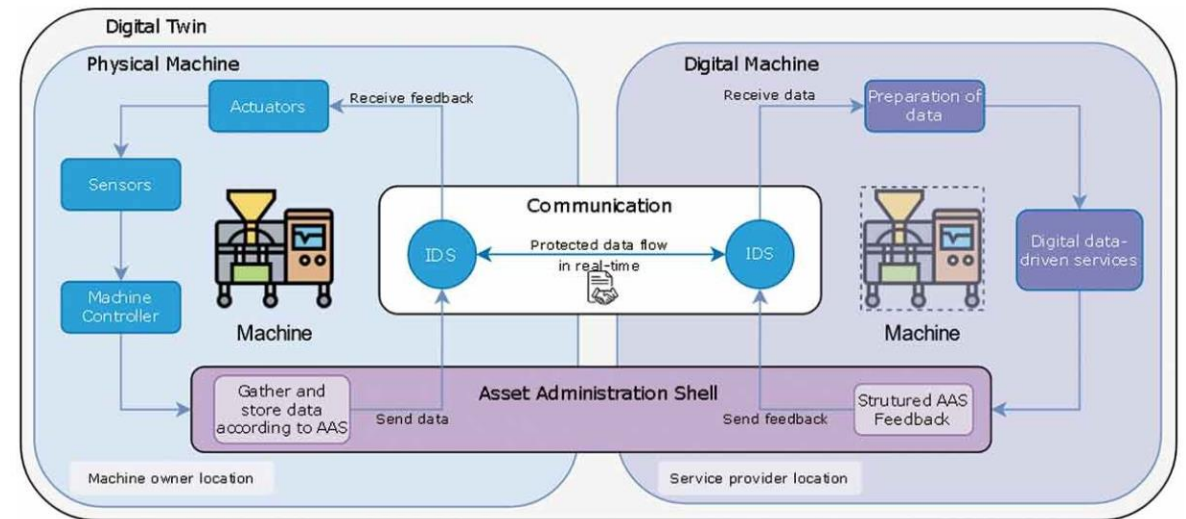 Digital Twin
Physical Machine
Digital Machine
Actuators
Receive feedback
Receive data
Preparation of
data
Sensors
Communication
IDS
Protected data flow
in real-time
IDS
Digital data-
driven services
Machine
Controller
Machine
Machine
Asset Administration Shell
Gather and
store data
according to AAS
Send data
Send feedback
Strutured AAS
Feedback
Machine owner location
Service provider location